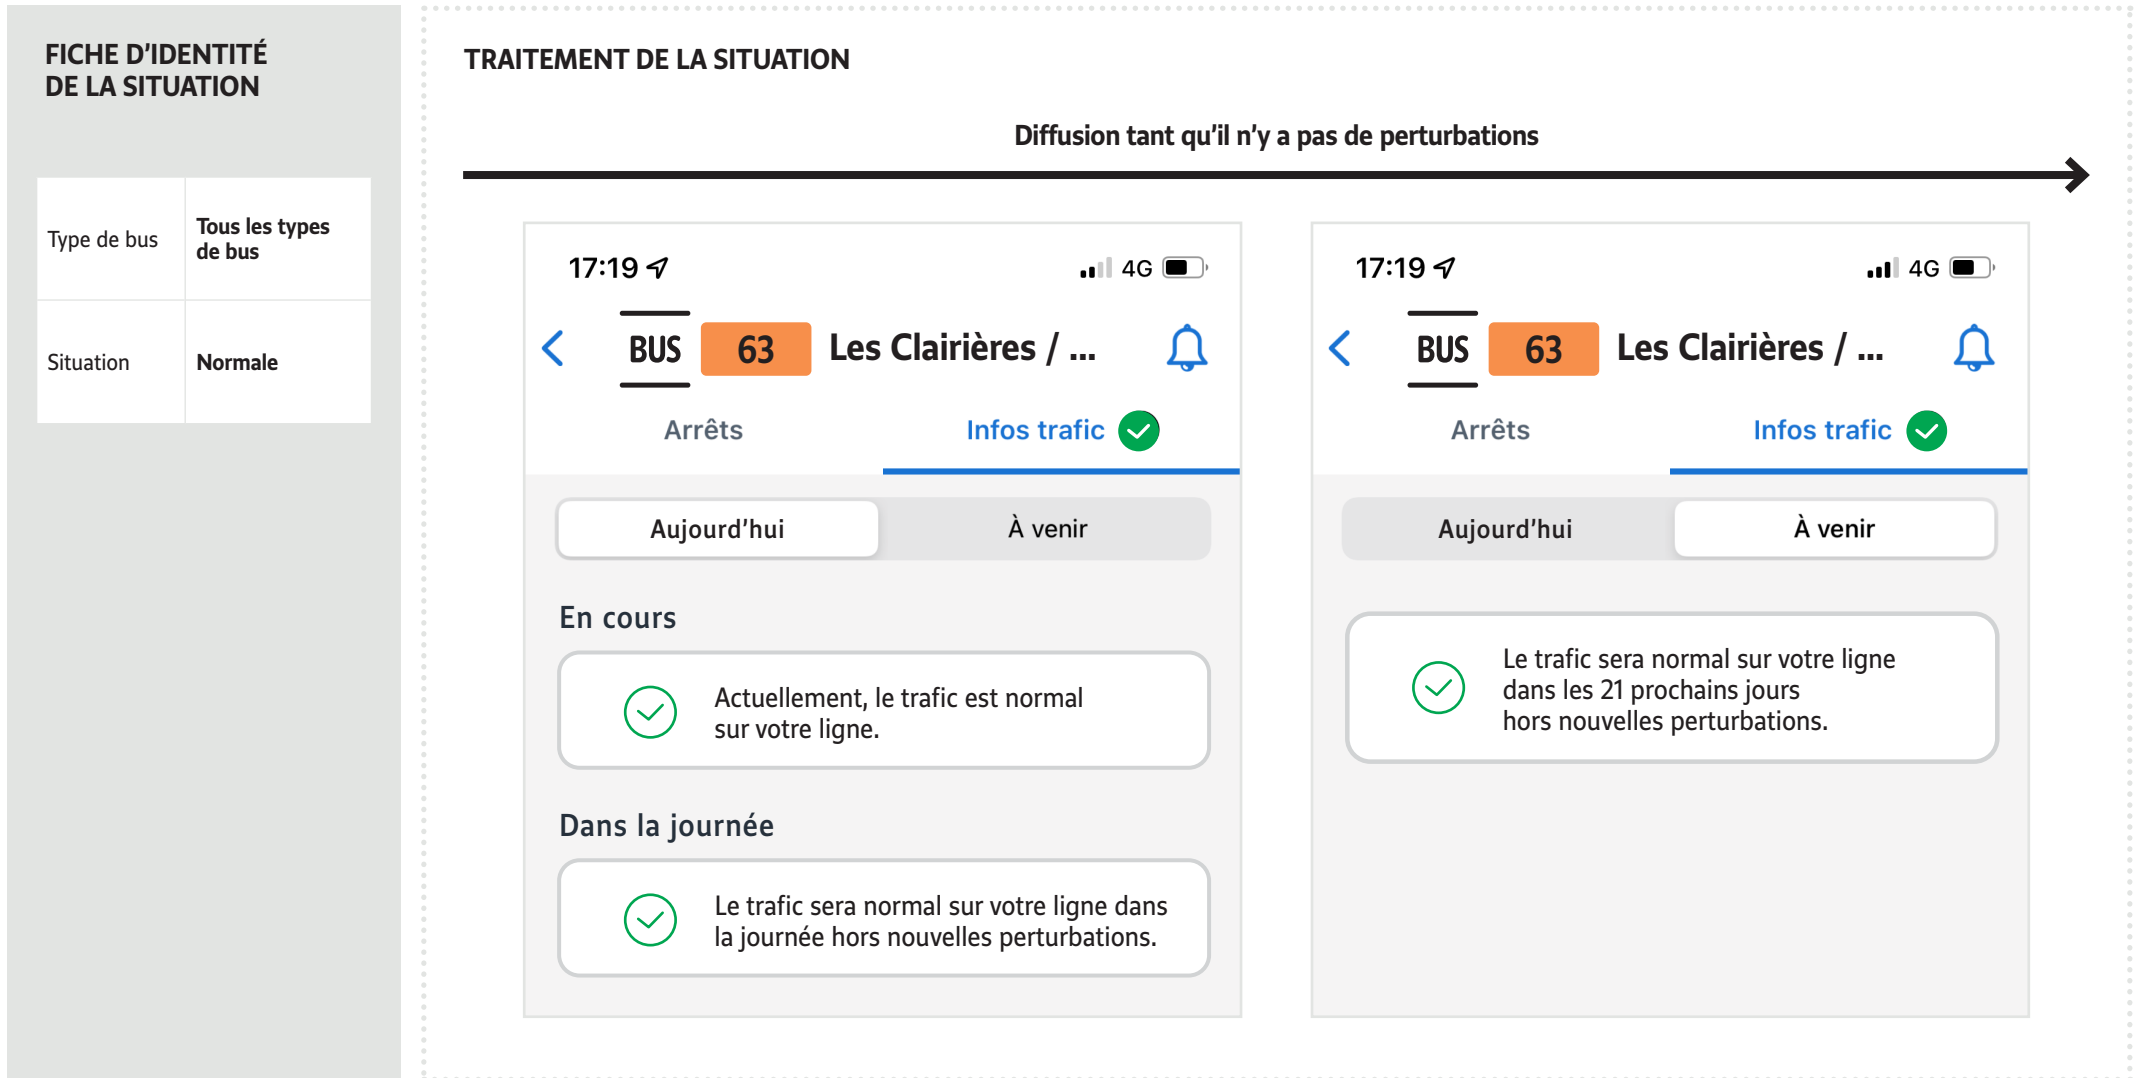 FICHE D'IDENTITÉ
DE LA SITUATION
Type de bus
Tous les types
de bus
Situation
Normale
TRAITEMENT DE LA SITUATION
Diffusion tant qu'il n'y a pas de perturbations
17:19
4G
BUS
63
Les Clairières / ...
Arrêts
Infos trafic
Aujourd'hui
À venir
En cours
Actuellement, le trafic est normal
sur votre ligne.
Dans la journée
Le trafic sera normal sur votre ligne dans
la journée hors nouvelles perturbations.
17:19
4G
BUS
63
Les Clairières / ...
Arrêts
Infos trafic
Aujourd'hui
À venir
Le trafic sera normal sur votre ligne
dans les 21 prochains jours
hors nouvelles perturbations.